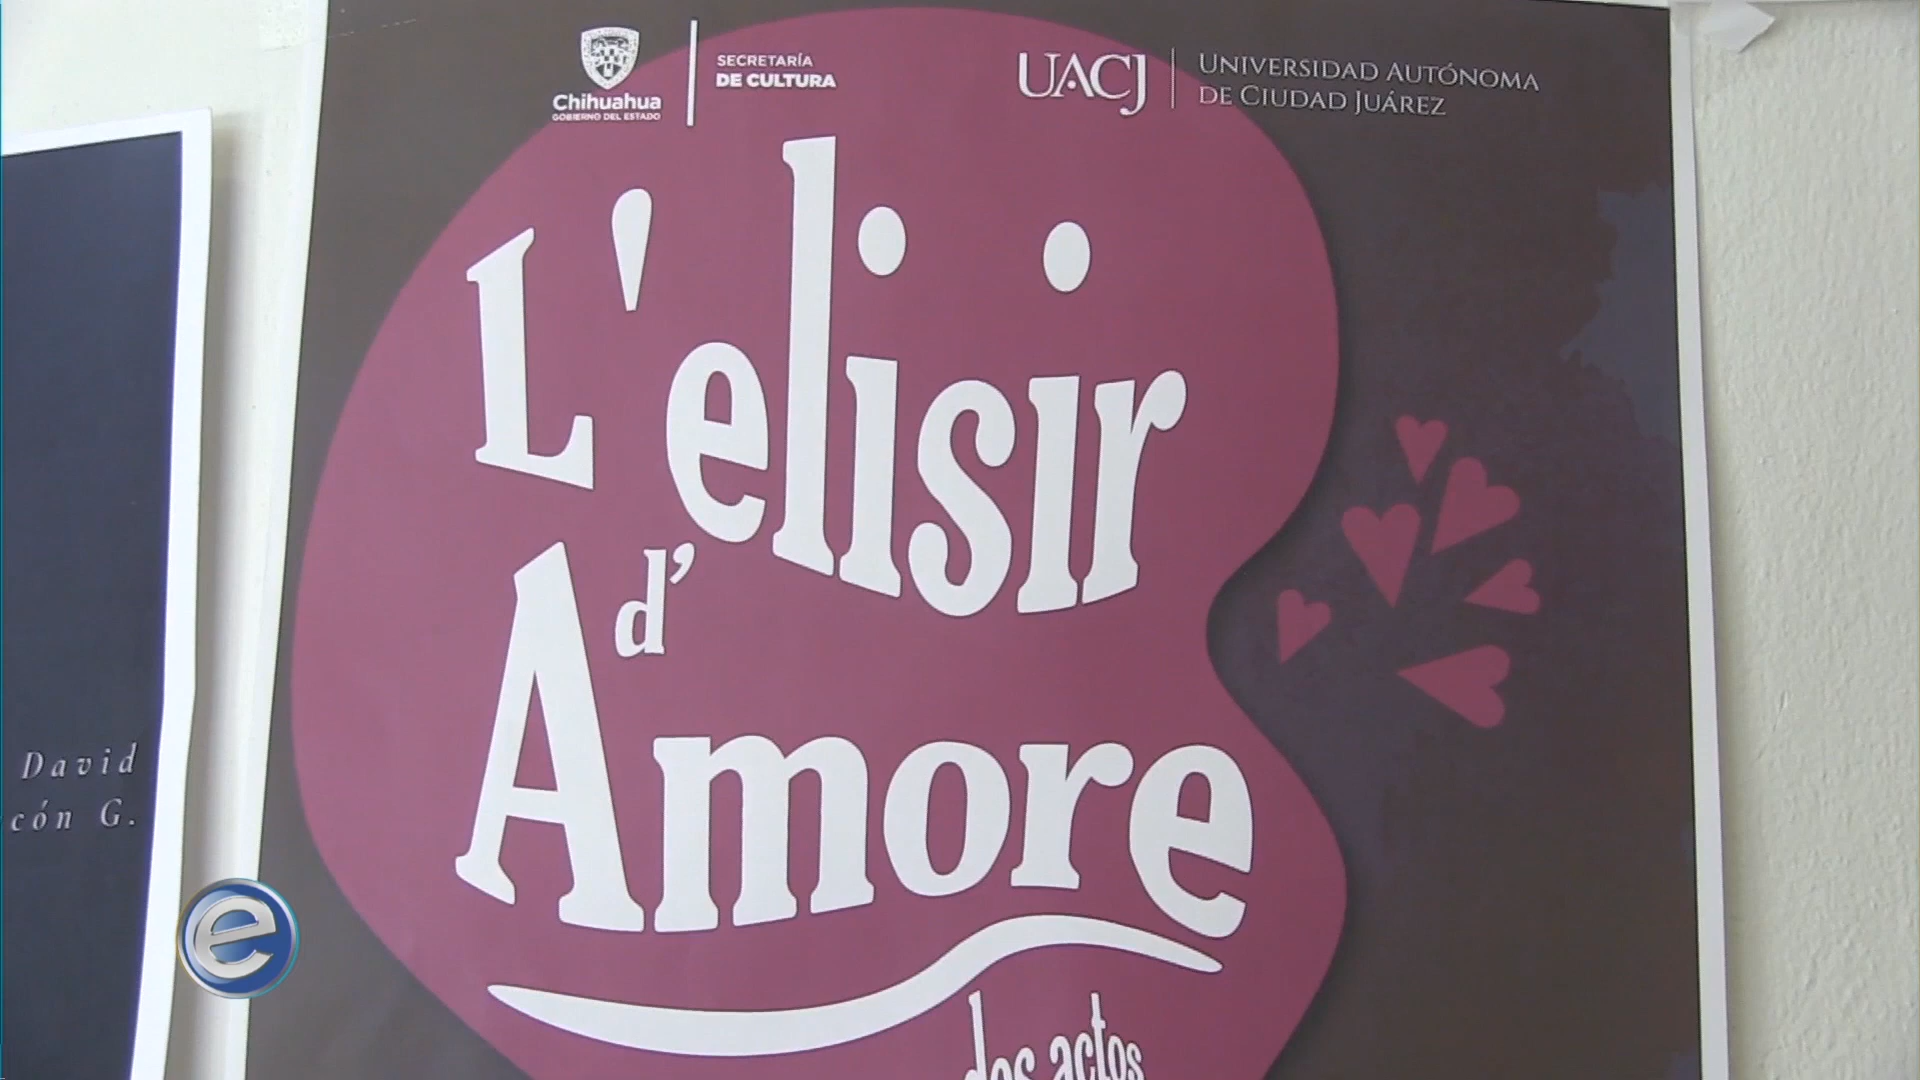 Chihuahua
GOBIERNO DEL ESTADO
SECRETARÍA
DE CULTURA
UACJ
UNIVERSIDAD AUTÓNOMA
DE CIUDAD JUÁREZ
L'elisir
d'
Amore
dos actos
David
cón G.
e